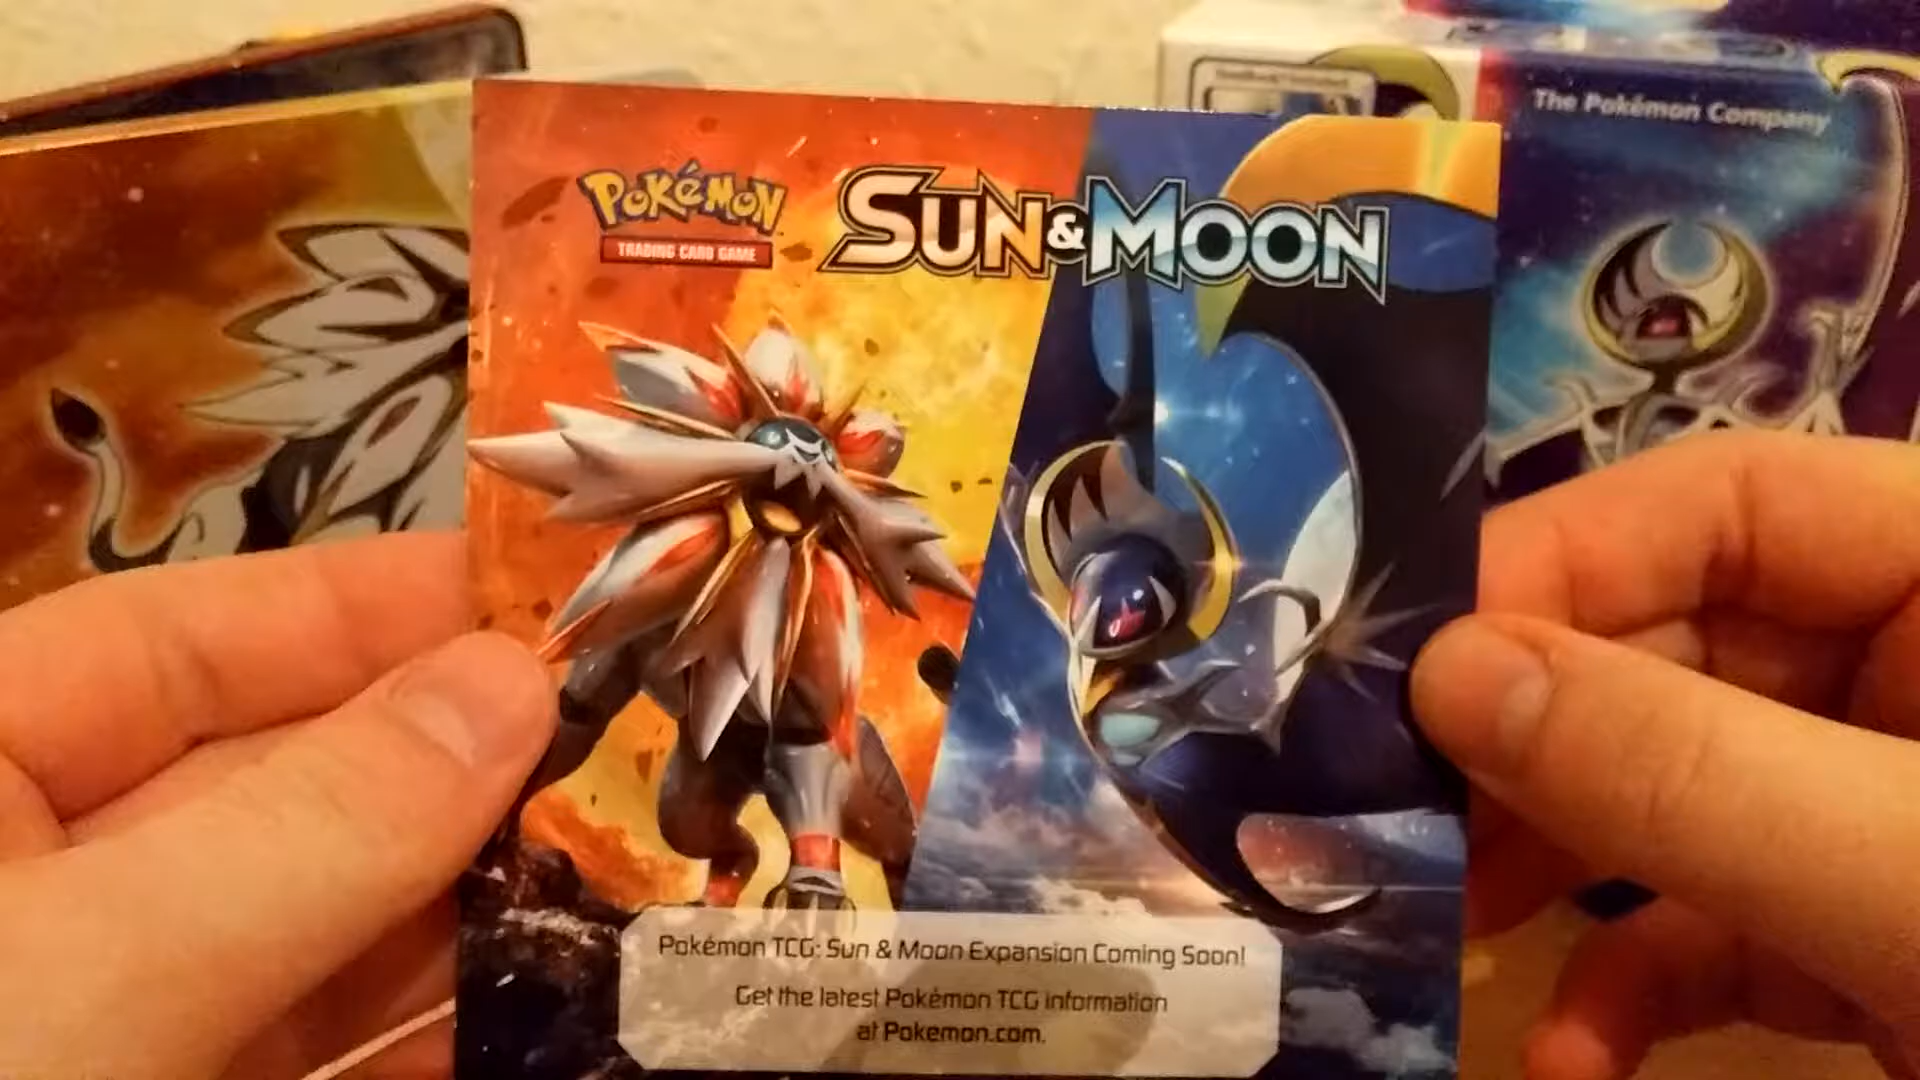 The Pokémon Company
POKéMON
TRADING CARD GAME
SUN & MOON
Pokémon TCG: Sun & Moon Expansion Coming Soon!
Get the latest Pokémon TCG information
at Pokemon.com.